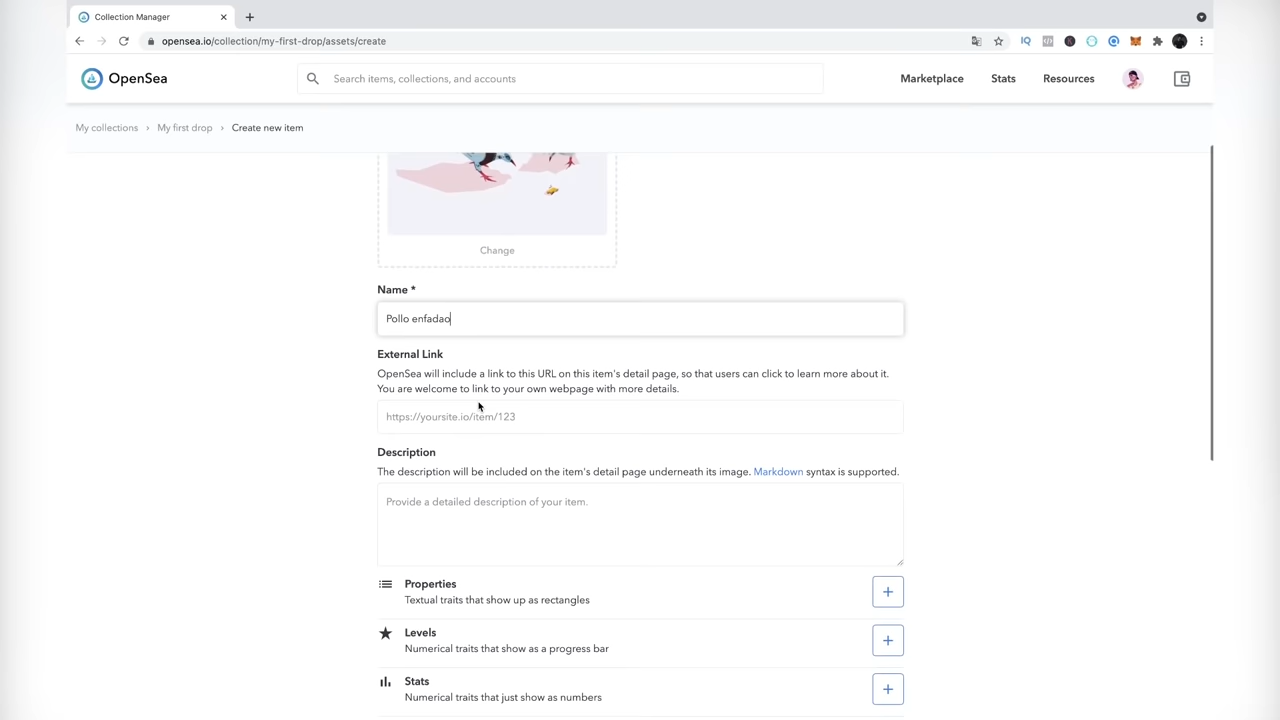 Collection Manager
opensea.io/collection/my-first-drop/assets/create
OpenSea
Search items, collections, and accounts
Marketplace
Stats
Resources
My collections › My first drop › Create new item
Change
Name *
Pollo enfadao
External Link
OpenSea will include a link to this URL on this item's detail page, so that users can click to learn more about it.
You are welcome to link to your own webpage with more details.
https://yoursite.io/item/123
Description
The description will be included on the item's detail page underneath its image. Markdown syntax is supported.
Provide a detailed description of your item.
Properties
Textual traits that show up as rectangles
Levels
Numerical traits that show as a progress bar
Stats
Numerical traits that just show as numbers